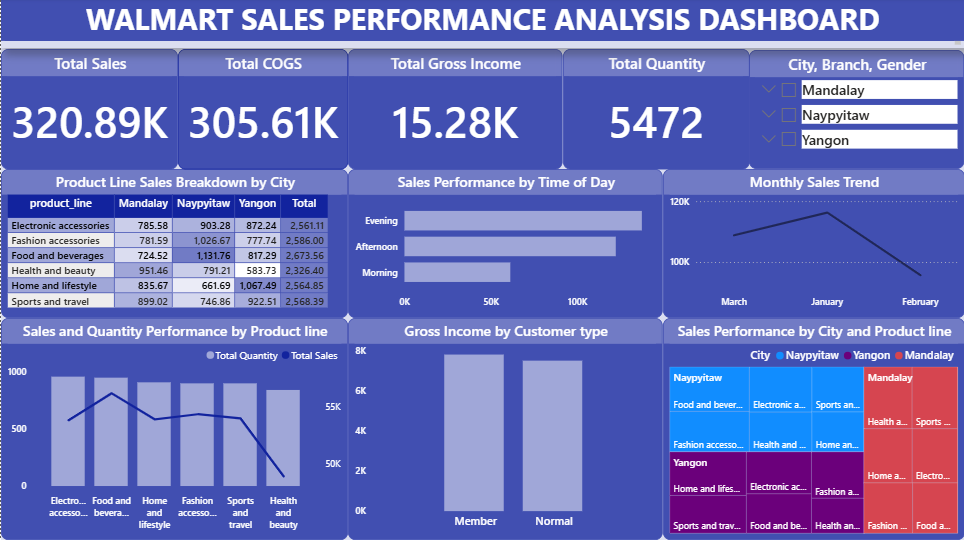 WALMART SALES PERFORMANCE ANALYSIS DASHBOARD
Total Sales
320.89K
Total COGS
305.61K
Total Gross Income
15.28K
Total Quantity
5472
City, Branch, Gender
Mandalay
Naypyitaw
Yangon
Product Line Sales Breakdown by City
product_line Mandalay Naypyitaw Yangon Total
Electronic accessories 785.58 903.28 872.24 2,561.11
Fashion accessories 781.59 1,026.67 777.74 2,586.00
Food and beverages 724.52 1,131.76 817.29 2,673.56
Health and beauty 951.46 791.21 583.73 2,326.40
Home and lifestyle 835.67 661.69 1,067.49 2,564.85
Sports and travel 899.02 746.86 922.51 2,568.39
Sales Performance by Time of Day
Evening
Afternoon
Morning
0K 50K 100K
Monthly Sales Trend
120K
100K
March January February
Sales and Quantity Performance by Product line
Total Quantity Total Sales
1000
500
0
55K
50K
Electro... accesso...
Food and bevera...
Home and lifestyle
Fashion accesso...
Sports and travel
Health and beauty
Gross Income by Customer type
8K
6K
4K
2K
0K
Member Normal
Sales Performance by City and Product line
City Naypyitaw Yangon Mandalay
Naypyitaw
Food and bever... Electronic a... Sports an...
Fashion accesso... Health and ... Home an...
Yangon
Home and lifes... Electronic ac... Fashion a...
Sports and trav... Food and be... Health an...
Mandalay
Health a... Sports ...
Home a... Electro...
Fashion ... Food a...